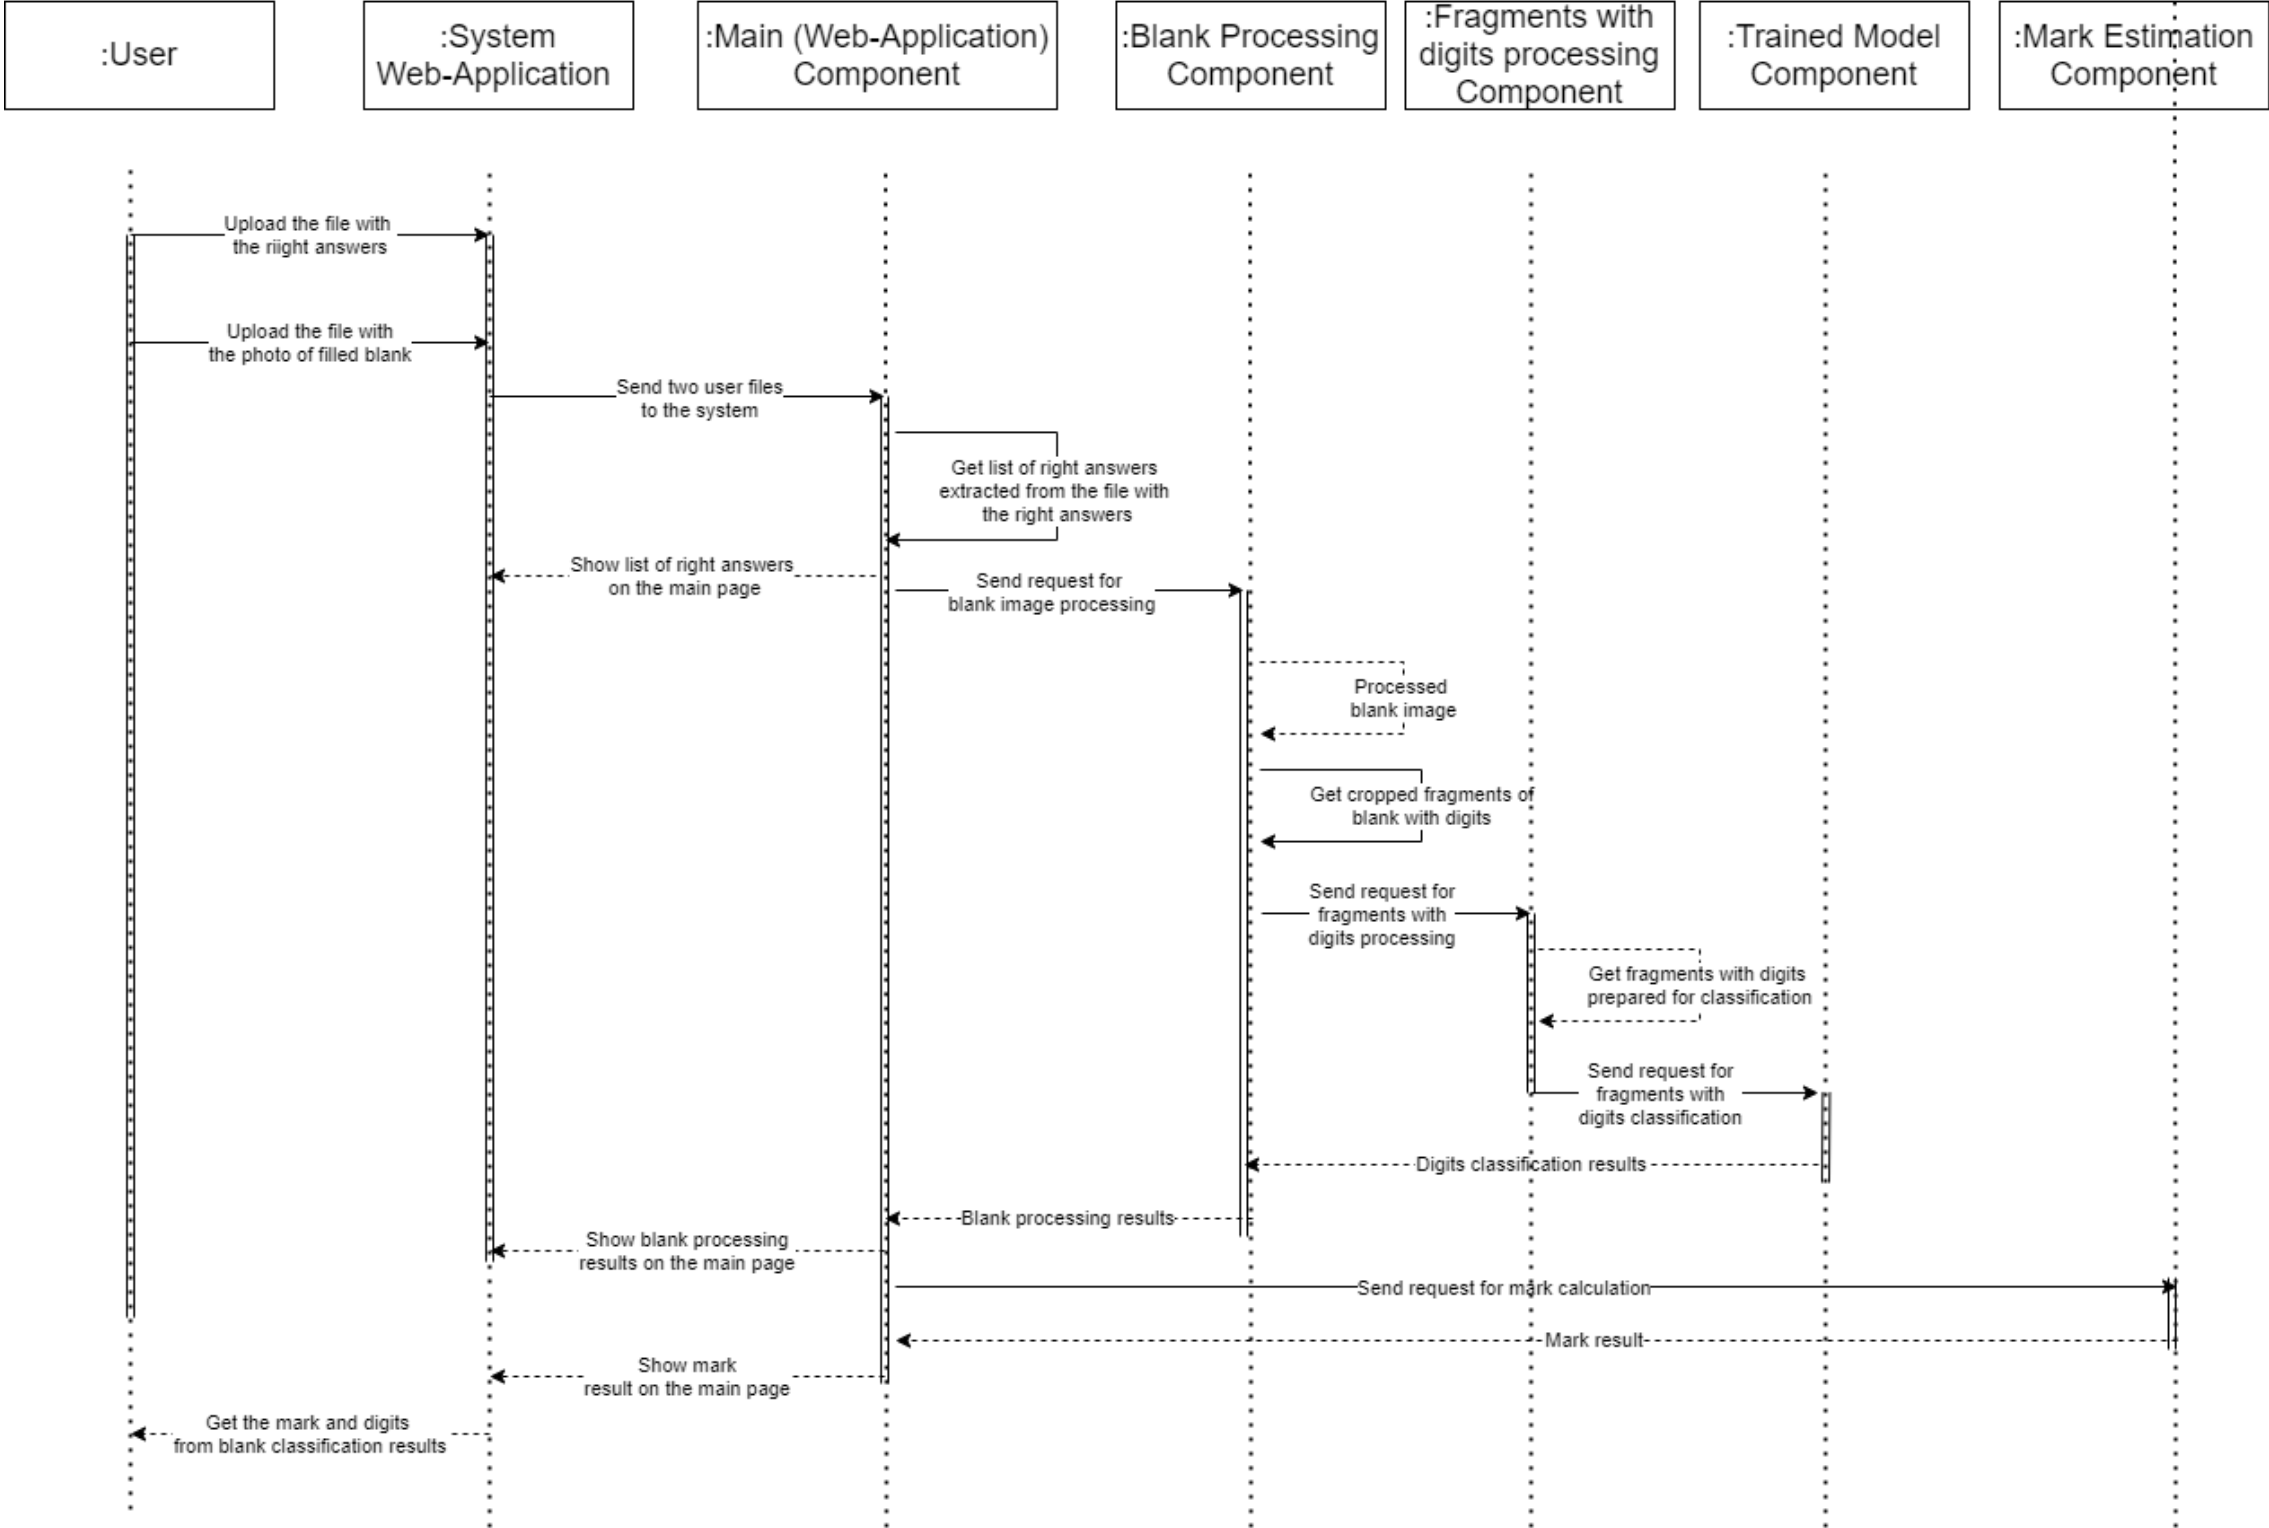 :User
:System
Web-Application
:Main (Web-Application)
Component
:Blank Processing
Component
:Fragments with
digits processing
Component
:Trained Model
Component
:Mark Estimation
Component
Upload the file with
the riight answers
Upload the file with
the photo of filled blank
Send two user files
to the system
Get list of right answers
extracted from the file with
the right answers
Show list of right answers
on the main page
Send request for
blank image processing
Processed
blank image
Get cropped fragments of
blank with digits
Send request for
fragments with
digits processing
Get fragments with digits
prepared for classification
Send request for
fragments with
digits classification
Digits classification results
Blank processing results
Show blank processing
results on the main page
Send request for mark calculation
Mark result
Show mark
result on the main page
Get the mark and digits
from blank classification results